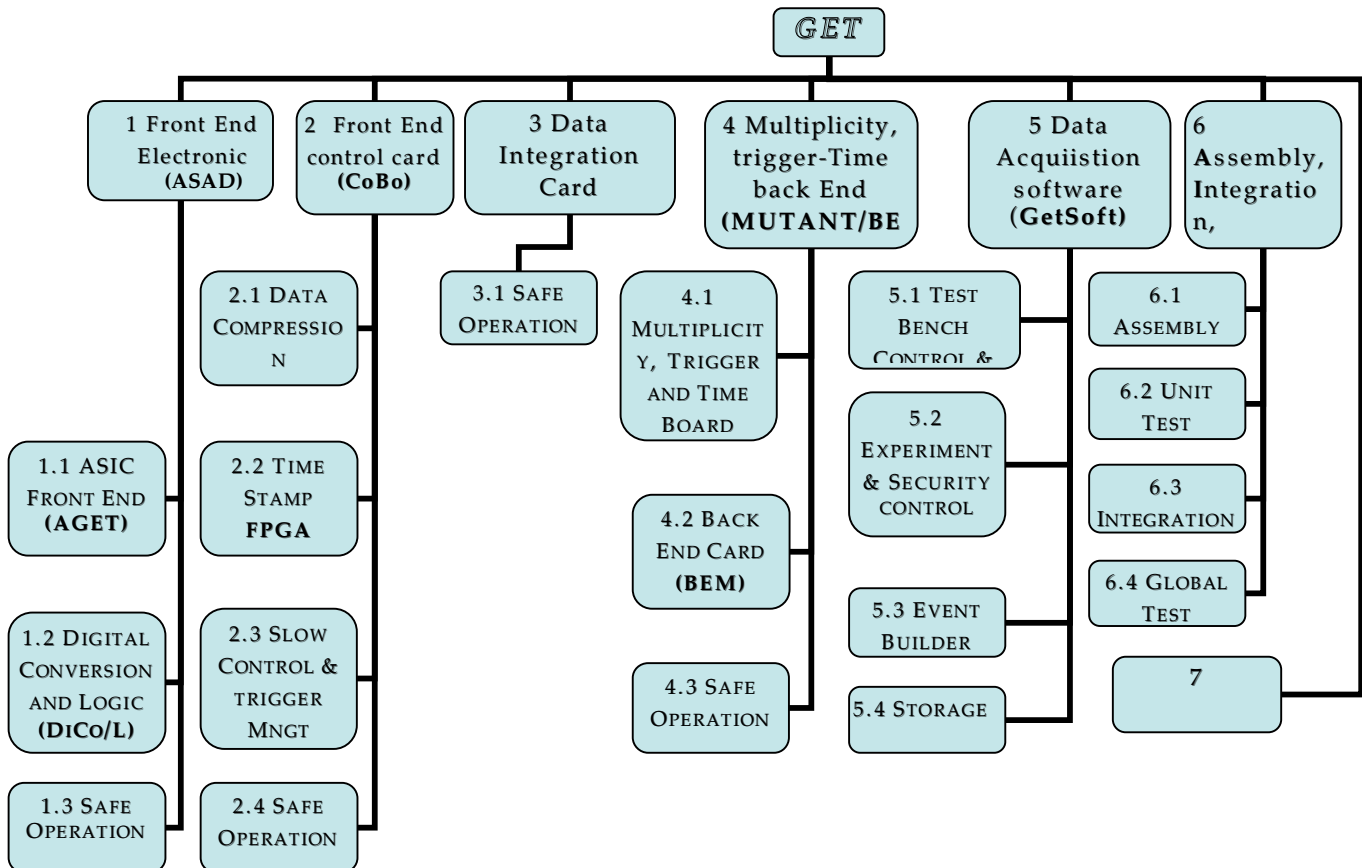 GET
1 Front End
Electronic
(ASAD)
2 Front End
control card
(CoBo)
3 Data
Integration
Card
4 Multiplicity,
trigger-Time
back End
(MUTANT/BE
5 Data
Acquiistion
software
(GetSoft)
6
Assembly,
Integratio
n,
2.1 DATA
COMPRESSIO
N
3.1 SAFE
OPERATION
4.1
MULTIPLICIT
Y, TRIGGER
AND TIME
BOARD
5.1 TEST
BENCH
CONTROL &
6.1
ASSEMBLY
6.2 UNIT
TEST
5.2
EXPERIMENT
& SECURITY
CONTROL
1.1 ASIC
FRONT END
(AGET)
2.2 TIME
STAMP
FPGA
4.2 BACK
END CARD
(BEM)
6.3
INTEGRATION
6.4 GLOBAL
TEST
1.2 DIGITAL
CONVERSION
AND LOGIC
(DICO/L)
2.3 SLOW
CONTROL &
TRIGGER
MNGT
4.3 SAFE
OPERATION
5.3 EVENT
BUILDER
5.4 STORAGE
7
1.3 SAFE
OPERATION
2.4 SAFE
OPERATION